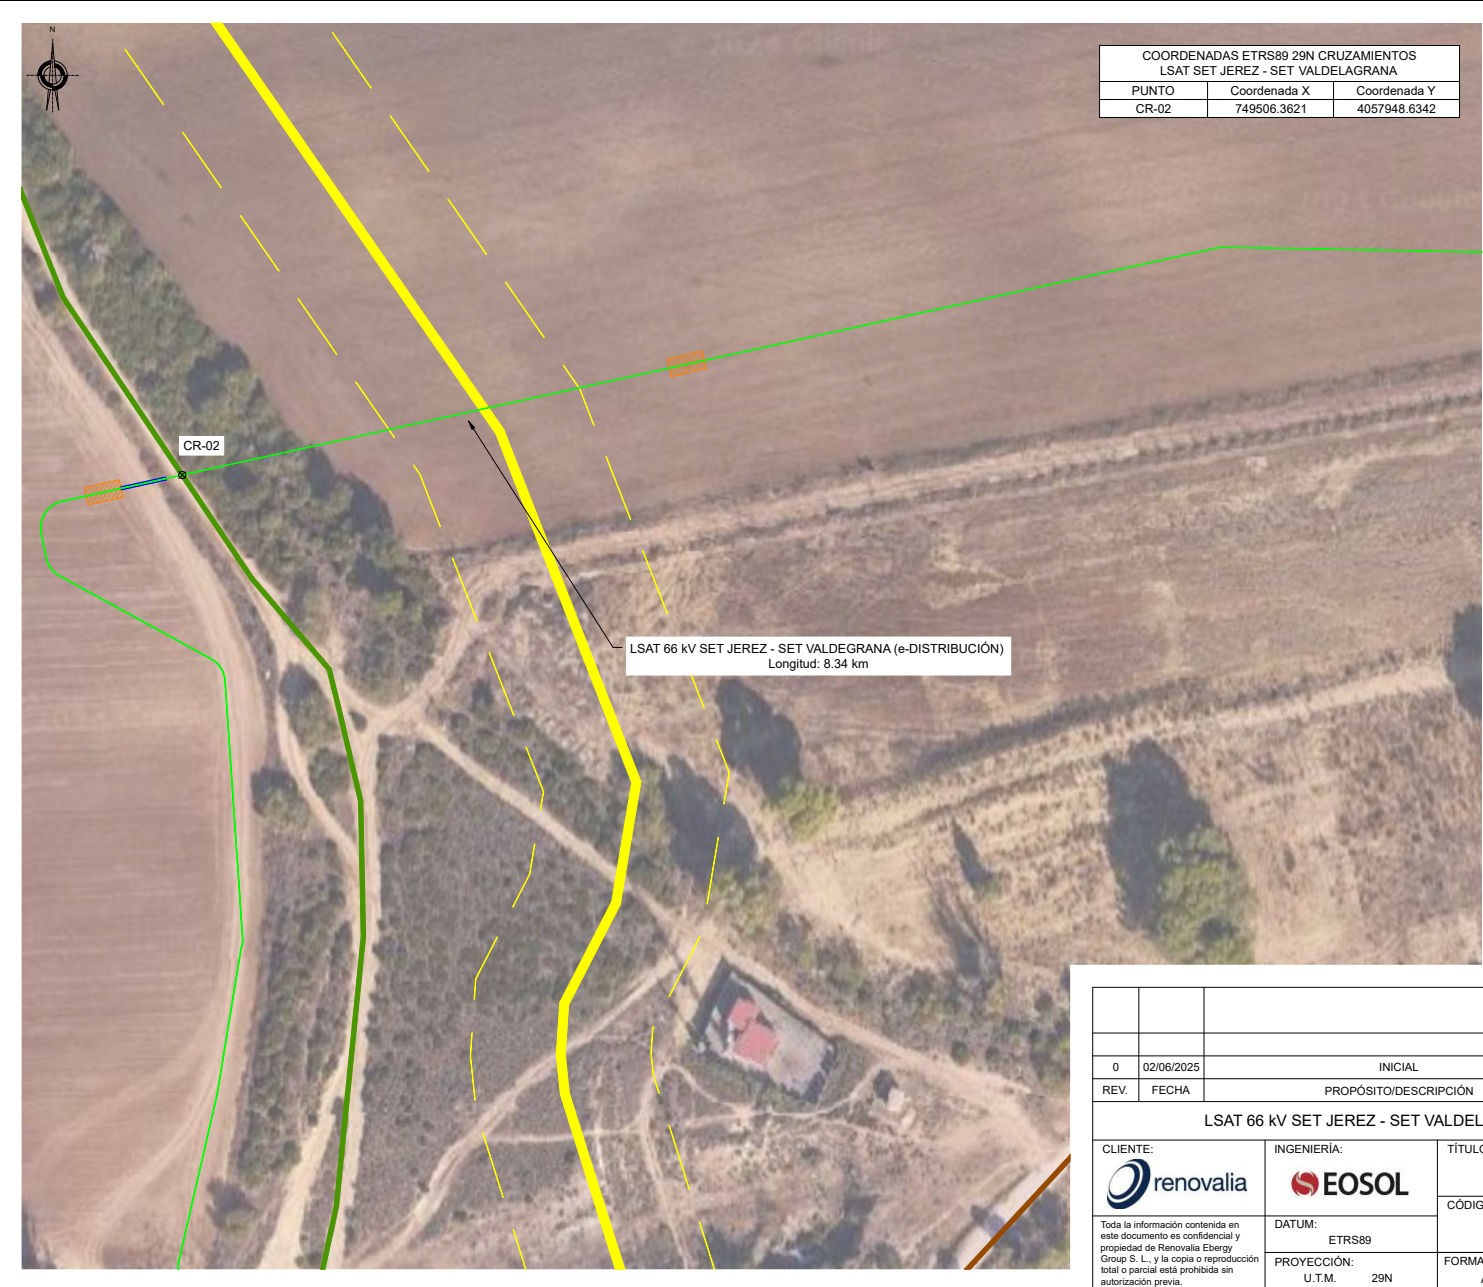 N
COORDENADAS ETRS89 29N CRUZAMIENTOS
LSAT SET JEREZ - SET VALDELAGRANA
PUNTO Coordenada X Coordenada Y
CR-02 749506.3621 4057948.6342
CR-02
LSAT 66 kV SET JEREZ - SET VALDEGRANA (e-DISTRIBUCIÓN)
Longitud: 8.34 km
0 02/06/2025 INICIAL
REV. FECHA PROPÓSITO/DESCRIPCIÓN
LSAT 66 kV SET JEREZ - SET VALDEL
CLIENTE: INGENIERÍA: TÍTULO
renovalia EOSOL
CÓDIG
Toda la información contenida en
este documento es confidencial y
propiedad de Renovalia Ebergy
Group S. L., y la copia o reproducción
total o parcial está prohibida sin
autorización previa.
DATUM:
ETRS89
PROYECCIÓN: FORMA
U.T.M. 29N